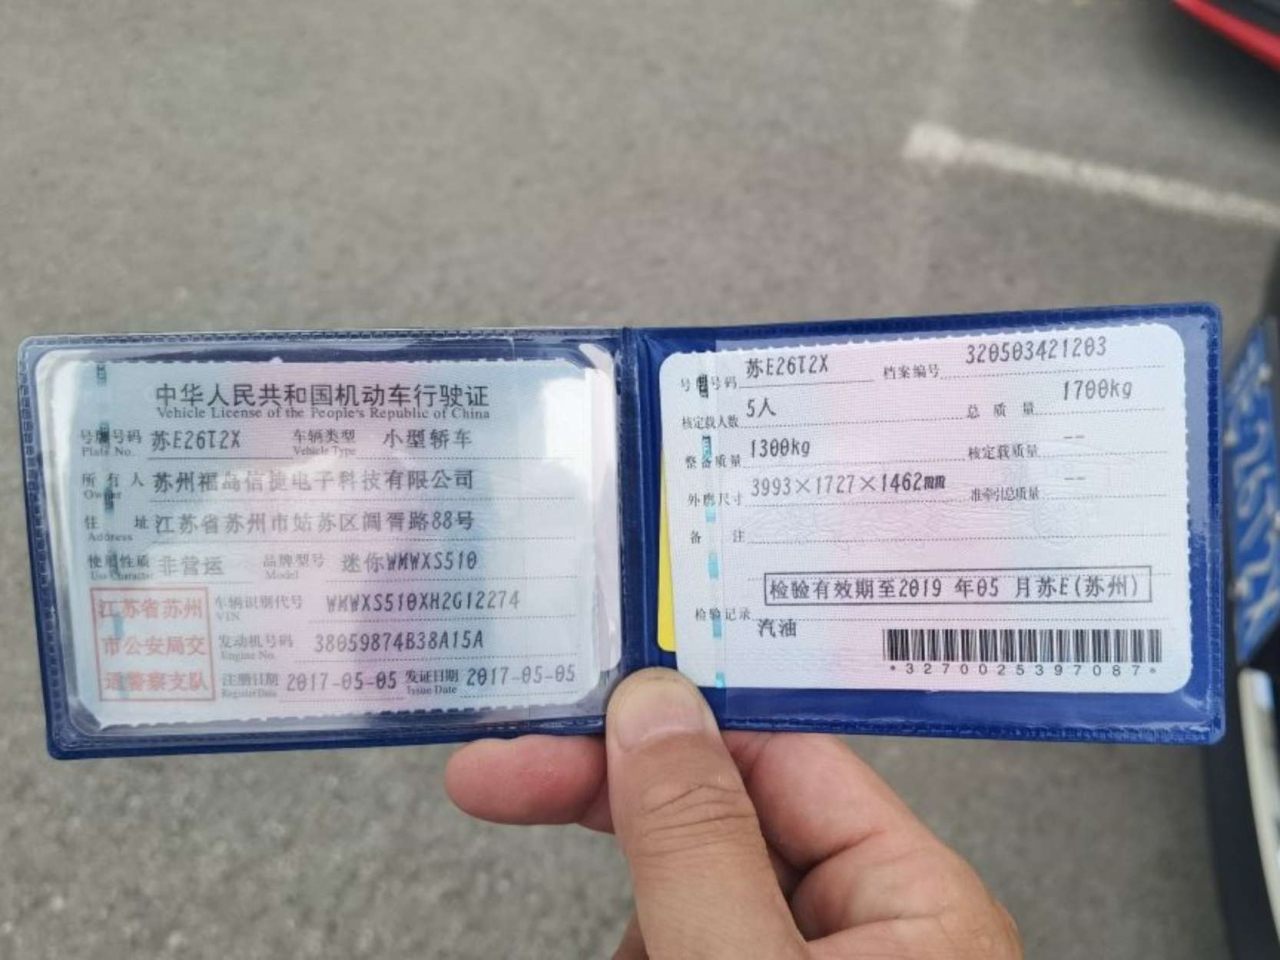 中华人民共和国机动车行驶证
Vehicle License of the People's Republic of China
号牌号码 苏E26T2X 车辆类型 小型轿车
Plate No. Vehicle Type
所有人 苏州福岛信捷电子科技有限公司
Owner
住址 江苏省苏州市姑苏区阊胥路88号
Address
使用性质 非营运 品牌型号 迷你WMWXS510
Use Character Model
江苏省苏州
市公安局交
通警察支队
车辆识别代号 WMWXS510XH2G12274
VIN
发动机号码 38059874B38A15A
Engine No.
注册日期 2017-05-05 发证日期 2017-05-05
Register Date Issue Date
号牌号码 苏E26T2X 档案编号 320503421203
核定载人数 5人 总质量 1700kg
整备质量 1300kg 核定载质量 --
外廓尺寸 3993×1727×1462mm 准牵引总质量 --
备注
检验有效期至2019 年05 月苏E(苏州)
检验记录
汽油
*3270025397087*